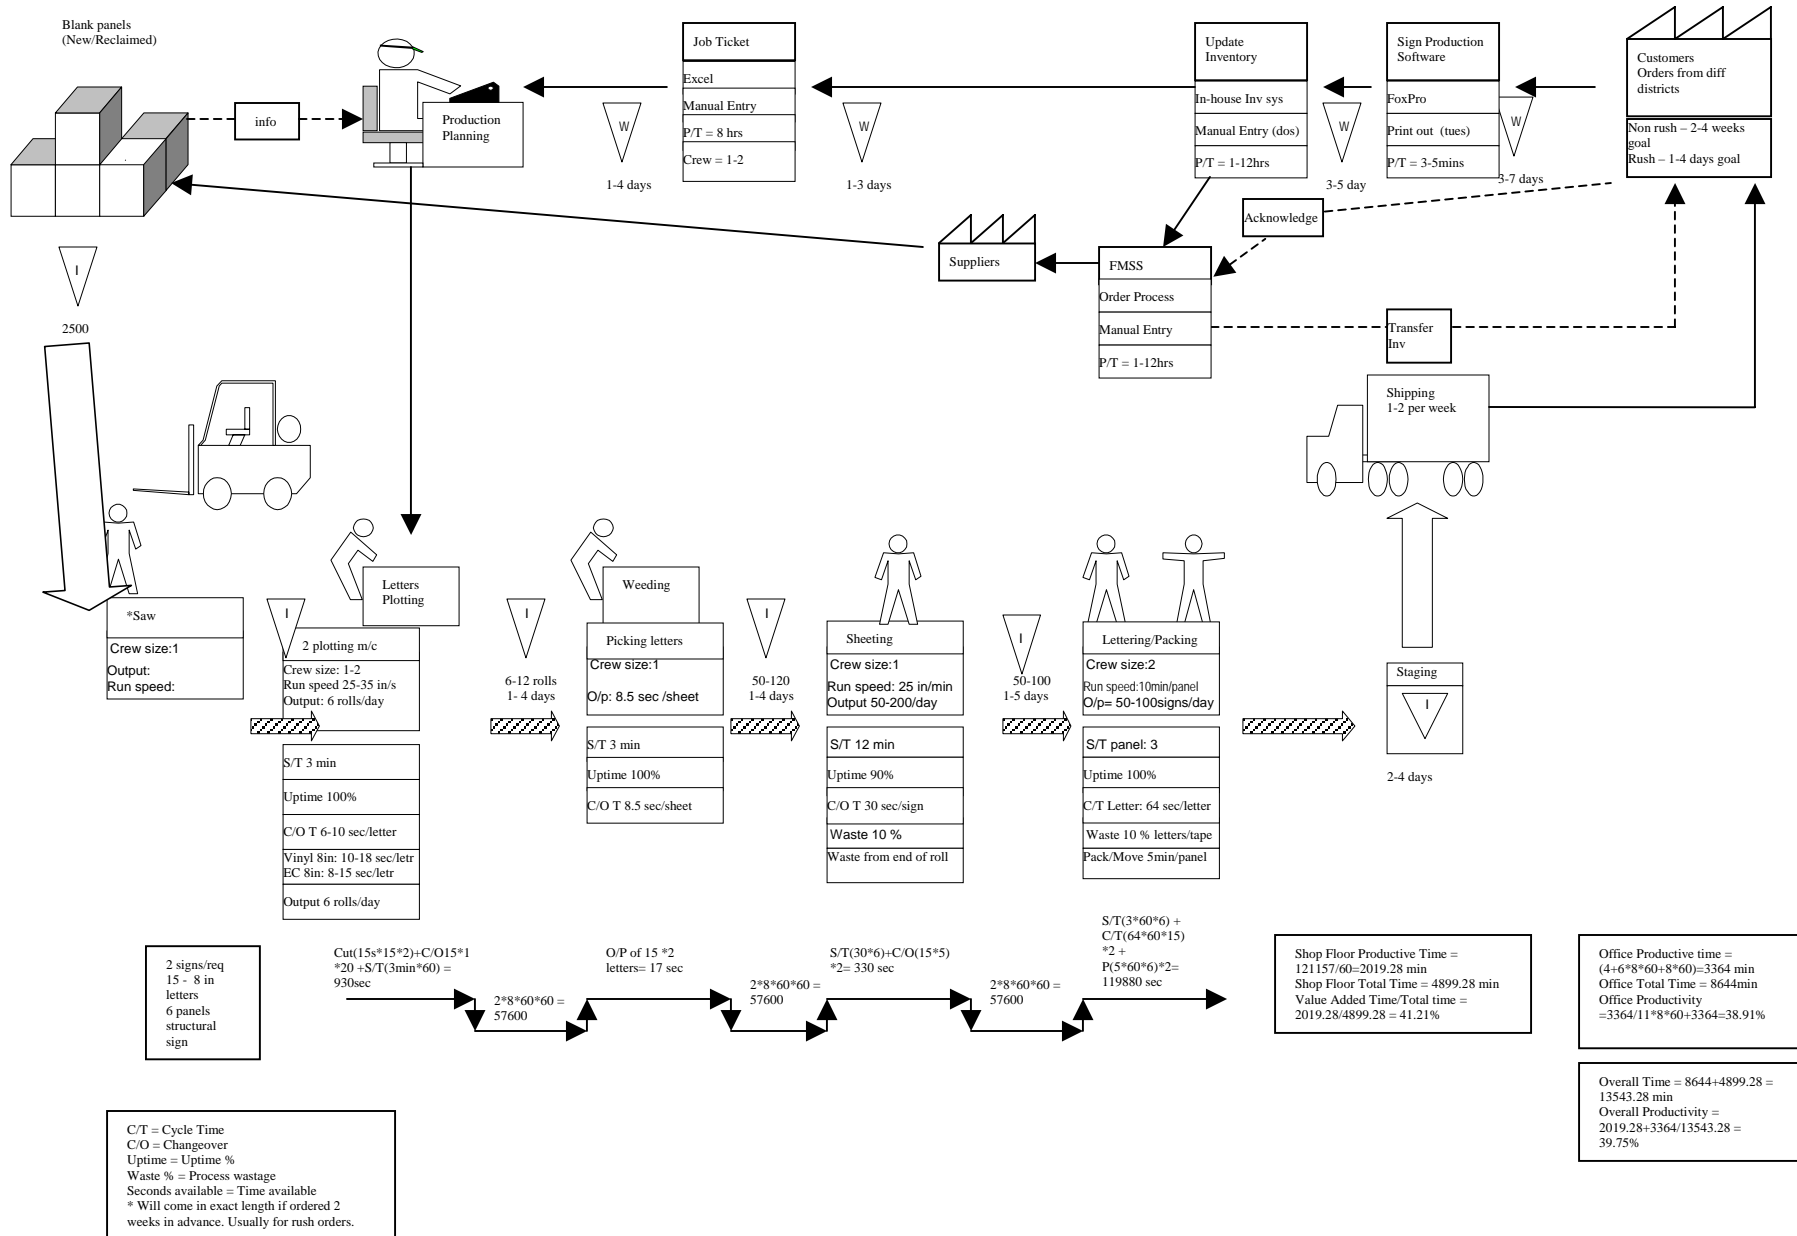 Blank panels
(New/Reclaimed)
info
Production
Planning
Job Ticket
Excel
Manual Entry
P/T = 8 hrs
Crew = 1-2
W
1-4 days
W
1-3 days
Update
Inventory
In-house Inv sys
Manual Entry (dos)
P/T = 1-12hrs
W
3-5 day
Sign Production
Software
FoxPro
Print out  (tues)
P/T = 3-5mins
W
3-7 days
Customers
Orders from diff
districts
Non rush – 2-4 weeks
goal
Rush – 1-4 days goal
Acknowledge
Suppliers
FMSS
Order Process
Manual Entry
P/T = 1-12hrs
Transfer
Inv
Shipping
1-2 per week
I
2500
*Saw
Crew size:1
Output:
Run speed:
I
Letters
Plotting
2 plotting m/c
Crew size: 1-2
Run speed 25-35 in/s
Output: 6 rolls/day
S/T 3 min
Uptime 100%
C/O T 6-10 sec/letter
Vinyl 8in: 10-18 sec/letr
EC 8in: 8-15 sec/letr
Output 6 rolls/day
I
6-12 rolls
1- 4 days
Weeding
Picking letters
Crew size:1
O/p: 8.5 sec /sheet
S/T 3 min
Uptime 100%
C/O T 8.5 sec/sheet
I
50-120
1-4 days
Sheeting
Crew size:1
Run speed: 25 in/min
Output 50-200/day
S/T 12 min
Uptime 90%
C/O T 30 sec/sign
Waste 10 %
Waste from end of roll
I
50-100
1-5 days
Lettering/Packing
Crew size:2
Run speed:10min/panel
O/p= 50-100signs/day
S/T panel: 3
Uptime 100%
C/T Letter: 64 sec/letter
Waste 10 % letters/tape
Pack/Move 5min/panel
Staging
I
2-4 days
2 signs/req
15 -  8 in
letters
6 panels
structural
sign
Cut(15s*15*2)+C/O15*1
*20 +S/T(3min*60) =
930sec
2*8*60*60 =
57600
O/P of 15 *2
letters= 17 sec
2*8*60*60 =
57600
S/T(30*6)+C/O(15*5)
*2= 330 sec
2*8*60*60 =
57600
S/T(3*60*6) +
C/T(64*60*15)
*2 +
P(5*60*6)*2=
119880 sec
Shop Floor Productive Time =
121157/60=2019.28 min
Shop Floor Total Time = 4899.28 min
Value Added Time/Total time =
2019.28/4899.28 = 41.21%
Office Productive time =
(4+6*8*60+8*60)=3364 min
Office Total Time = 8644min
Office Productivity
=3364/11*8*60+3364=38.91%
Overall Time = 8644+4899.28 =
13543.28 min
Overall Productivity =
2019.28+3364/13543.28 =
39.75%
C/T = Cycle Time
C/O = Changeover
Uptime = Uptime %
Waste % = Process wastage
Seconds available = Time available
* Will come in exact length if ordered 2
weeks in advance. Usually for rush orders.